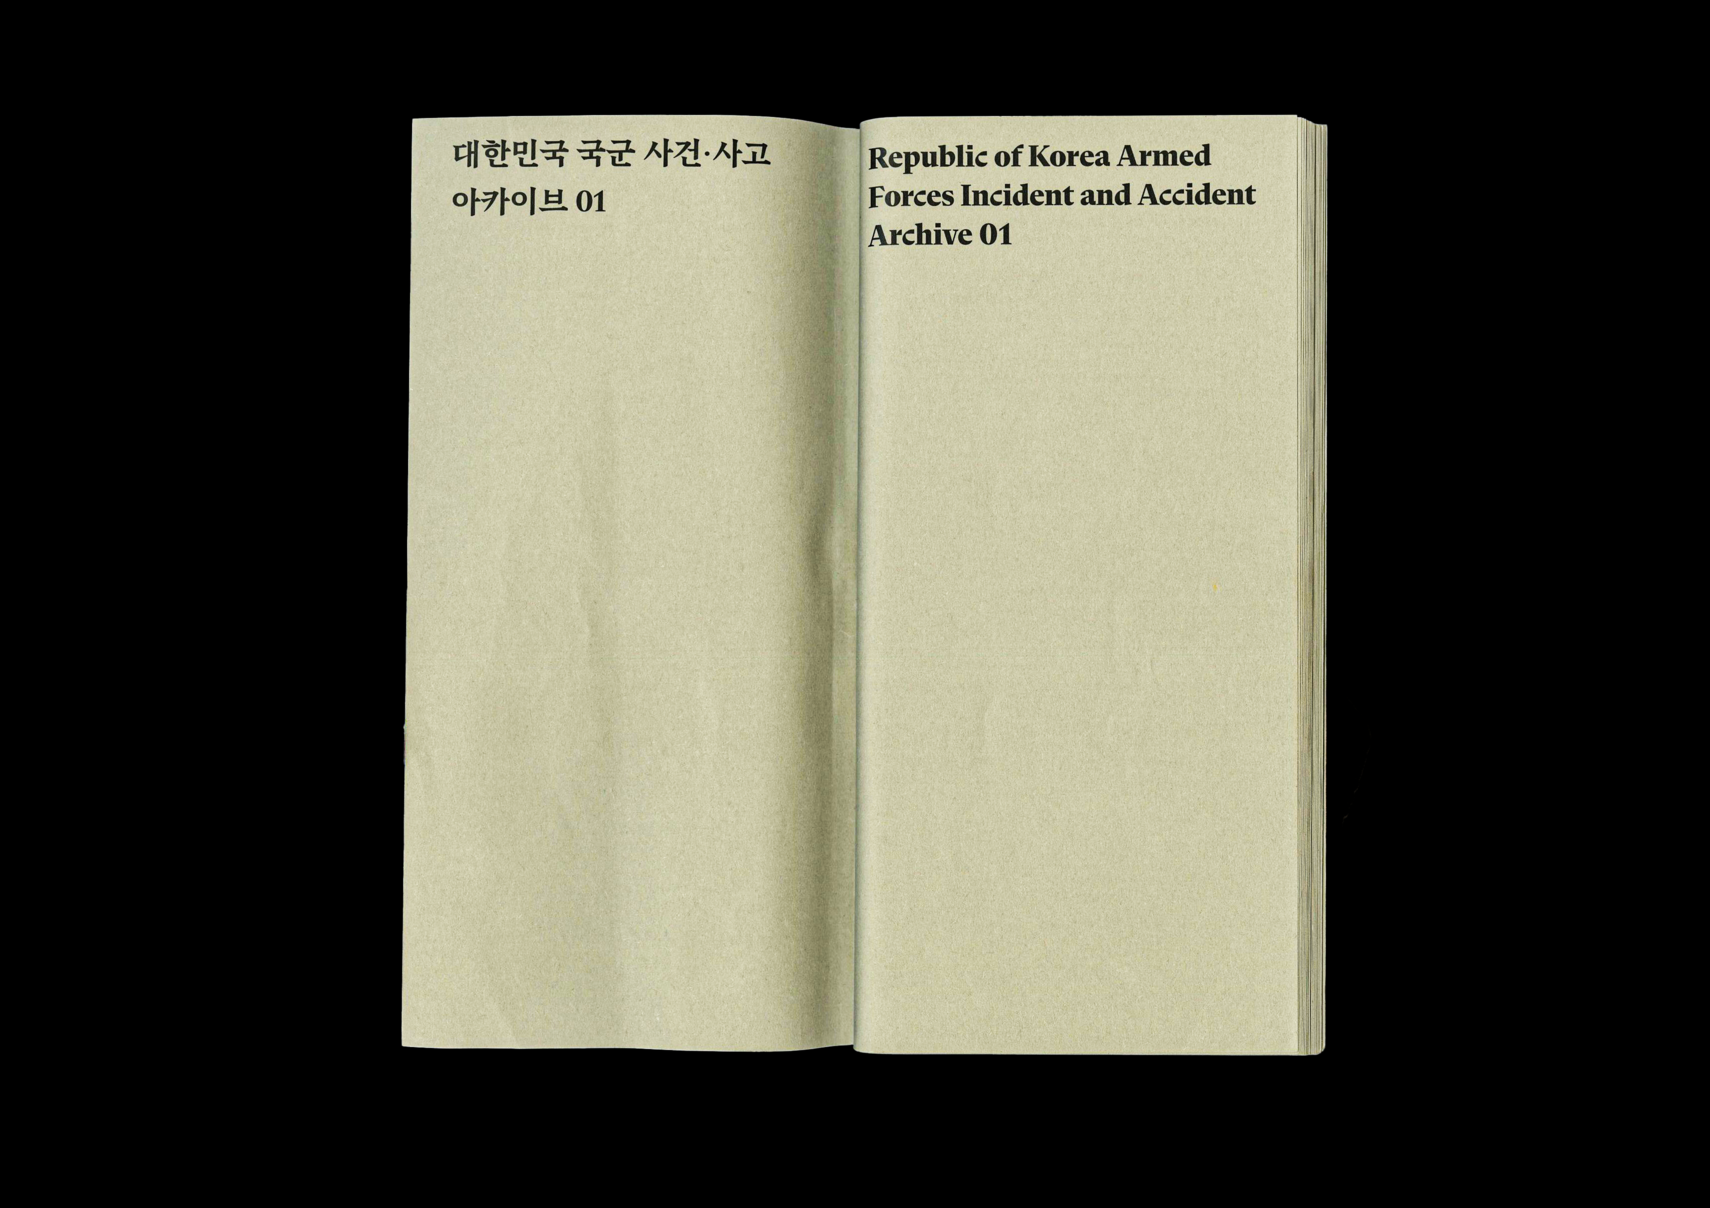 대한민국 국군 사건·사고
아카이브 01
Republic of Korea Armed
Forces Incident and Accident
Archive 01